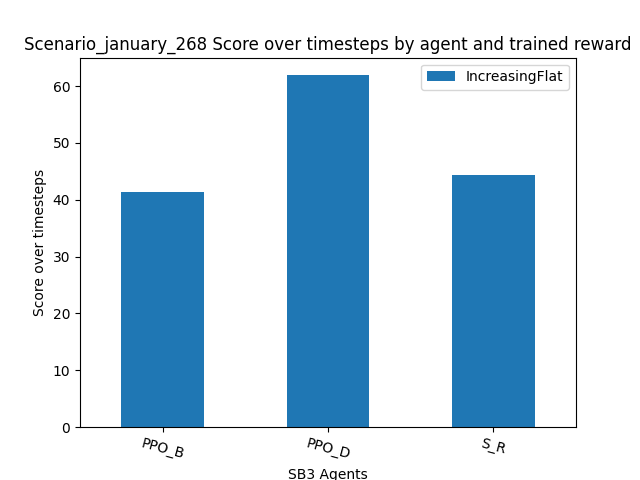 Scenario_january_268 Score over timesteps by agent and trained reward
IncreasingFlat
Score over timesteps
60
50
40
30
20
10
0
PPO_B
PPO_D
S_R
SB3 Agents